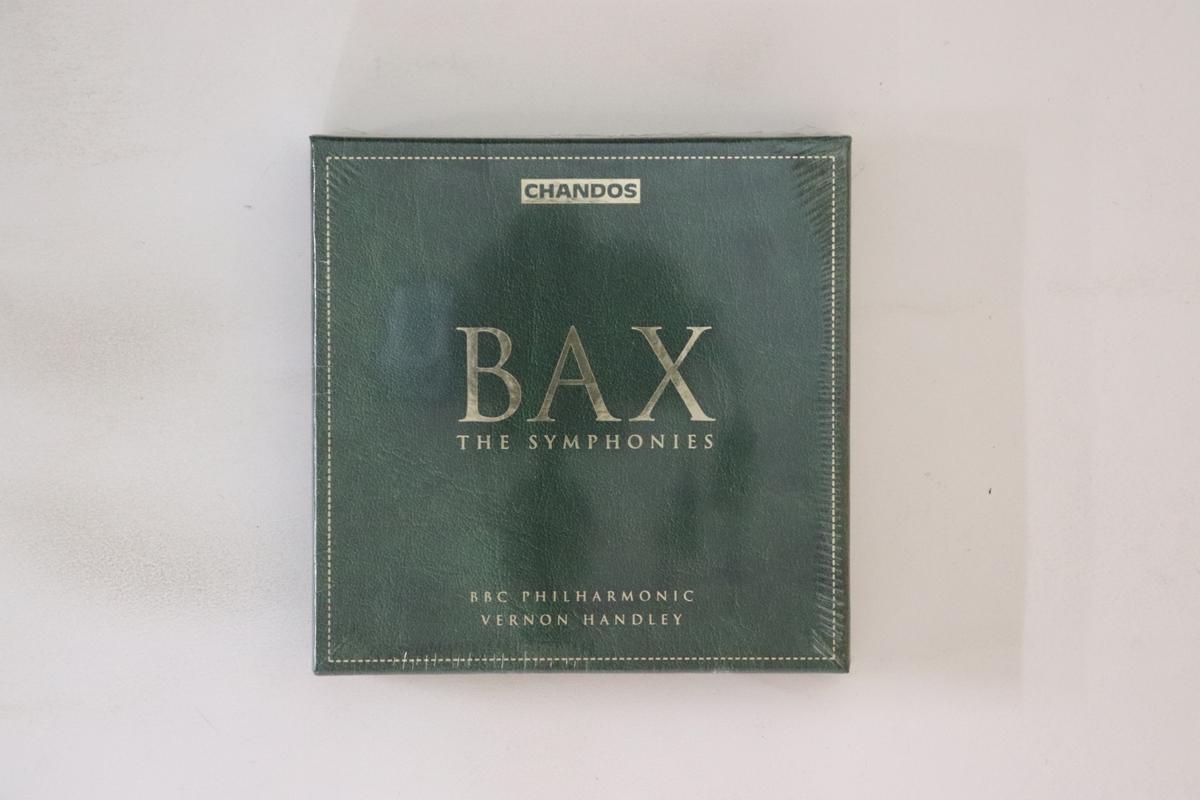 CHANDOS
BAX
THE SYMPHONIES
BBC PHILHARMONIC
VERNON HANDLEY